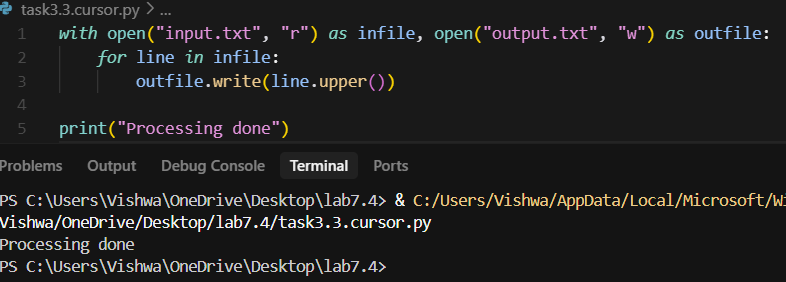 task3.3.cursor.py > ...
1 with open("input.txt", "r") as infile, open("output.txt", "w") as outfile:
2 for line in infile:
3 outfile.write(line.upper())
4
5 print("Processing done")
Problems Output Debug Console Terminal Ports
PS C:\Users\Vishwa\OneDrive\Desktop\lab7.4> & C:/Users/Vishwa/AppData/Local/Microsoft/Wi
Vishwa/OneDrive/Desktop/lab7.4/task3.3.cursor.py
Processing done
PS C:\Users\Vishwa\OneDrive\Desktop\lab7.4>